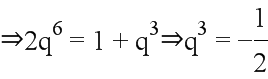 ⇒2q⁶ = 1 + q³⇒q³ = −1/2